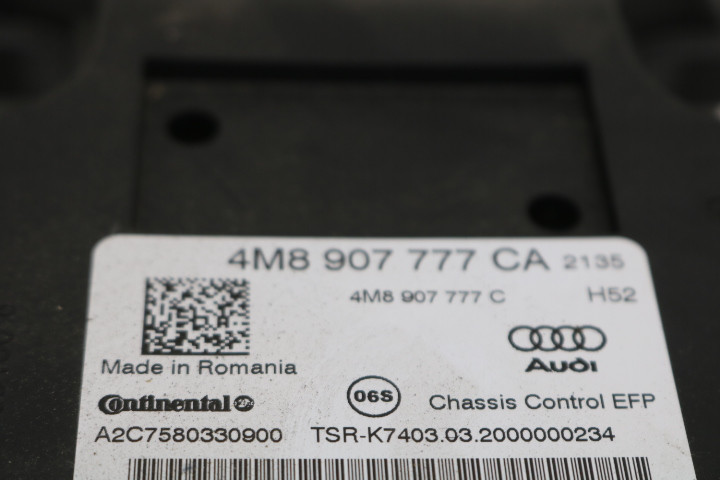 4M8 907 777 CA 2135
4M8 907 777 C H52
Audi
Made in Romania
Continental 06S Chassis Control EFP
A2C7580330900 TSR-K7403.03.2000000234